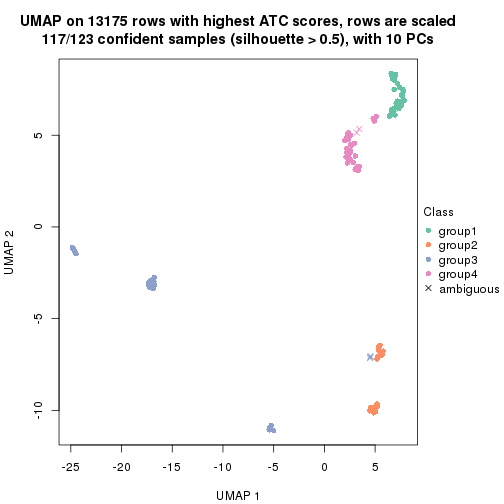 UMAP on 13175 rows with highest ATC scores, rows are scaled
117/123 confident samples (silhouette > 0.5), with 10 PCs
5
0
-5
-10
UMAP 2
-25
-20
-15
-10
-5
0
5
UMAP 1
Class
group1
group2
group3
group4
ambiguous